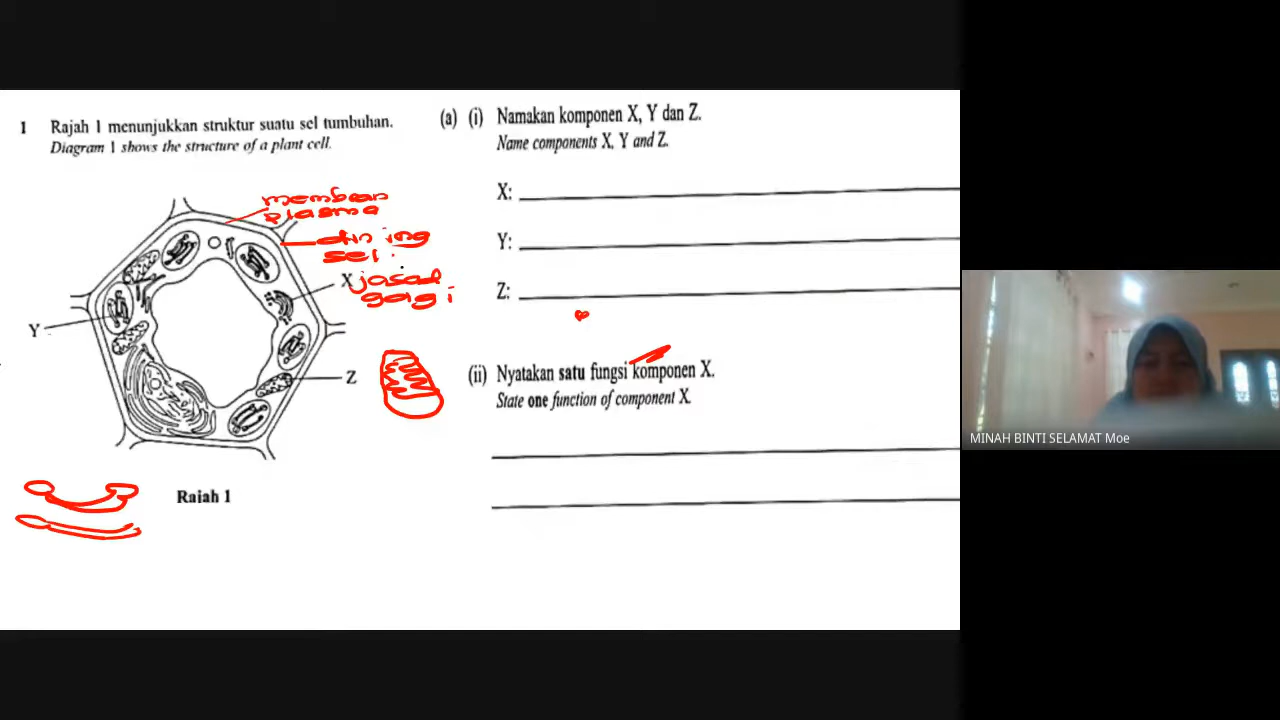 1 Rajah 1 menunjukkan struktur suatu sel tumbuhan.
Diagram 1 shows the structure of a plant cell.
membran
plasma
dinding
sel
X
jasad
golgi
Y
Z
Rajah 1
(a) (i) Namakan komponen X, Y dan Z.
Name components X, Y and Z.
X:
Y:
Z:
(ii) Nyatakan satu fungsi komponen X.
State one function of component X.
MINAH BINTI SELAMAT Moe